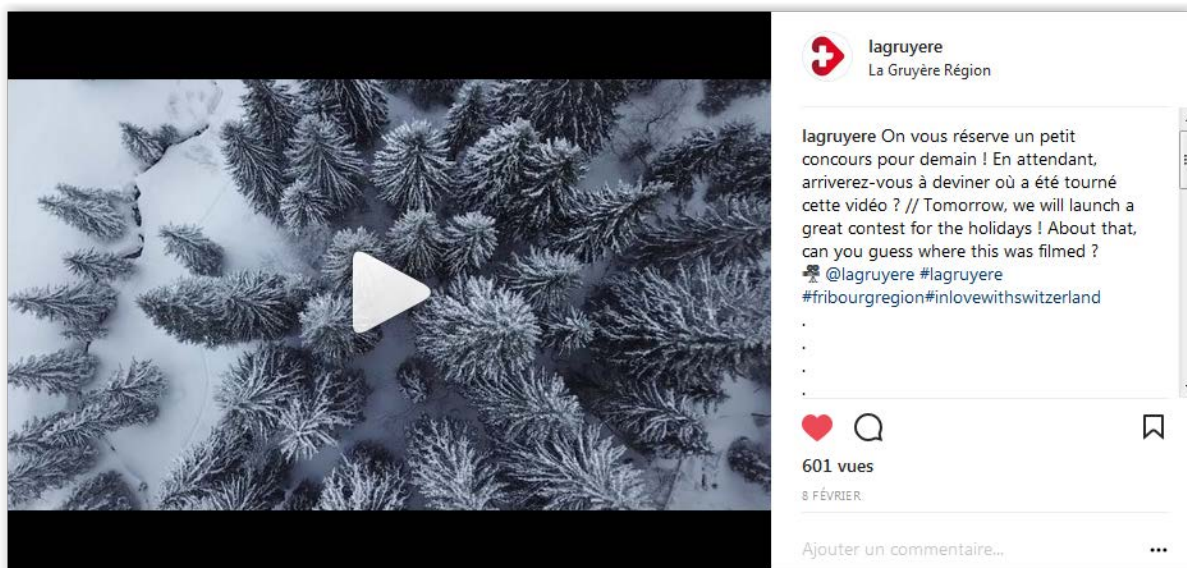 lagruyere
La Gruyère Région
lagruyere On vous réserve un petit
concours pour demain ! En attendant,
arriverez-vous à deviner où a été tourné
cette vidéo ? // Tomorrow, we will launch a
great contest for the holidays ! About that,
can you guess where this was filmed ?
🎥 @lagruyere #lagruyere
#fribourgregion#inlovewithswitzerland
.
.
.
.
601 vues
8 FÉVRIER
Ajouter un commentaire...